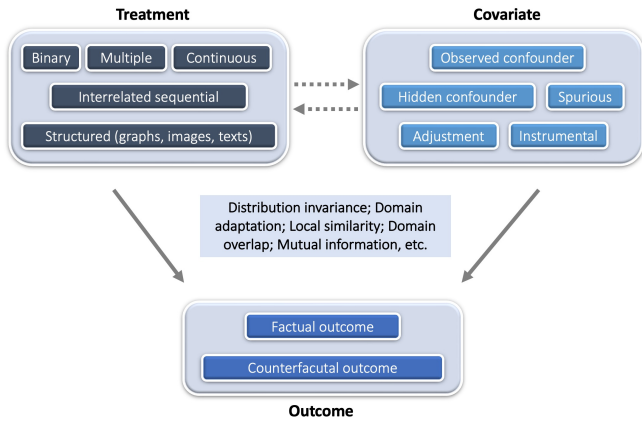 Treatment
Covariate
Binary
Multiple
Continuous
Interrelated sequential
Structured (graphs, images, texts)
Observed confounder
Hidden confounder
Spurious
Adjustment
Instrumental
Distribution invariance; Domain
adaptation; Local similarity; Domain
overlap; Mutual information, etc.
Factual outcome
Counterfacutal outcome
Outcome